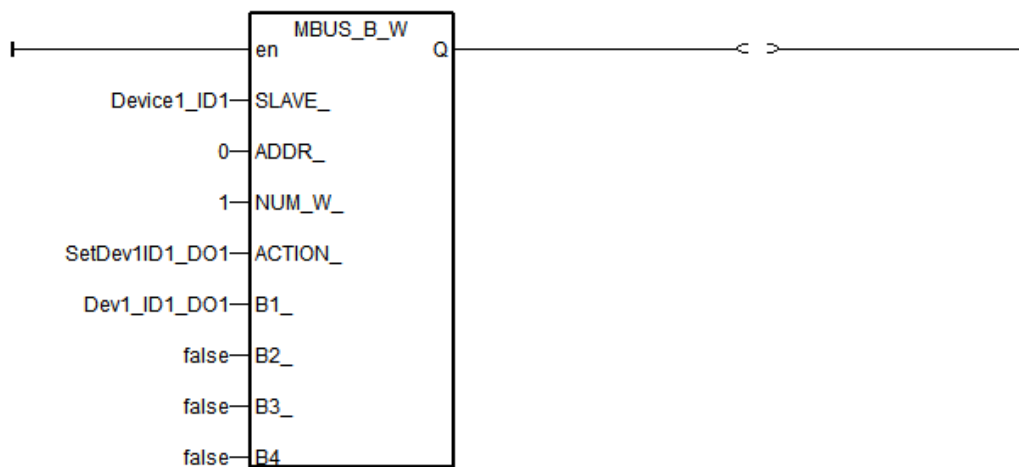 MBUS_B_W
en Q
Device1_ID1 SLAVE_
0 ADDR_
1 NUM_W_
SetDev1ID1_DO1 ACTION_
Dev1_ID1_DO1 B1_
false B2_
false B3_
false B4